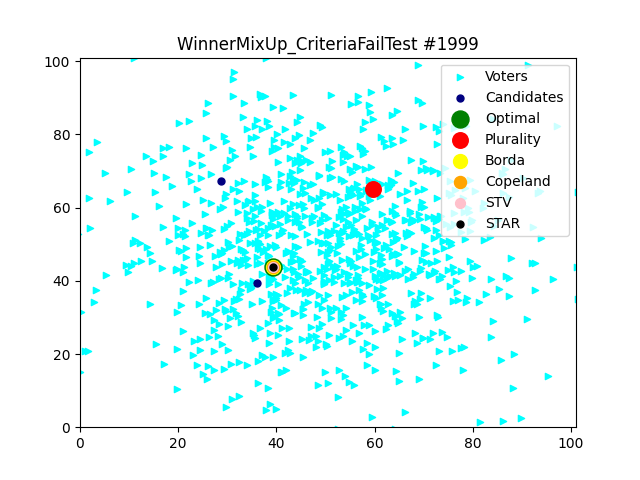 WinnerMixUp_CriteriaFailTest #1999
100
80
60
40
20
0
0
20
40
60
80
100
Voters
Candidates
Optimal
Plurality
Borda
Copeland
STV
STAR